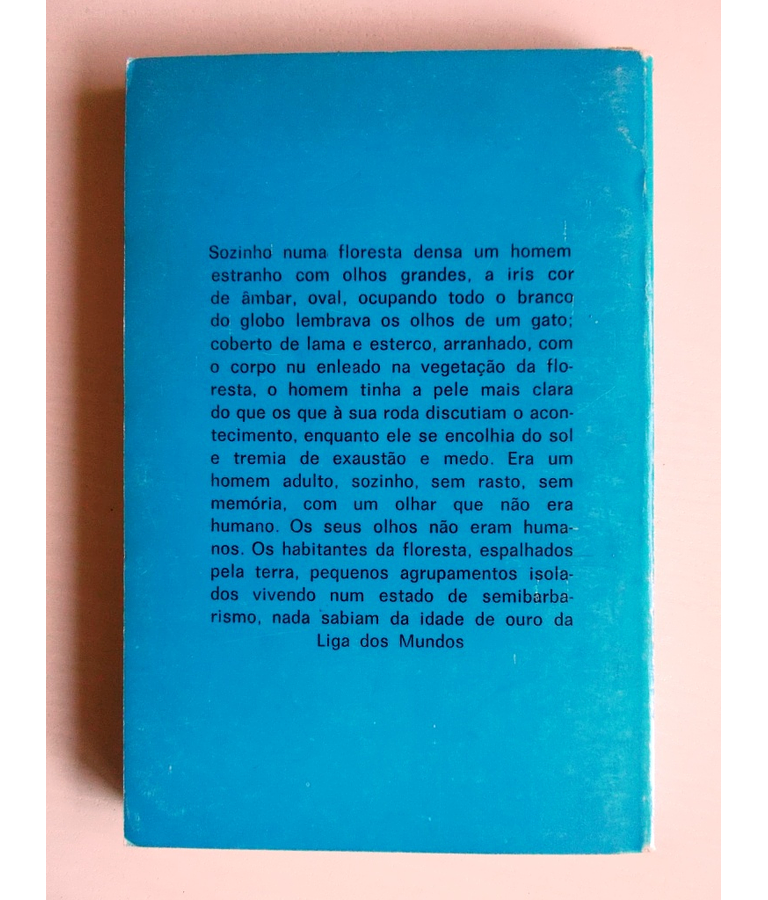 Sozinho numa floresta densa um homem
estranho com olhos grandes, a iris cor
de âmbar, oval, ocupando todo o branco
do globo lembrava os olhos de um gato;
coberto de lama e esterco, arranhado, com
o corpo nu enleado na vegetação da flo-
resta, o homem tinha a pele mais clara
do que os que à sua roda discutiam o acon-
tecimento, enquanto ele se encolhia do sol
e tremia de exaustão e medo. Era um
homem adulto, sozinho, sem rasto, sem
memória, com um olhar que não era
humano. Os seus olhos não eram huma-
nos. Os habitantes da floresta, espalhados
pela terra, pequenos agrupamentos isola-
dos vivendo num estado de semibarba-
rismo, nada sabiam da idade de ouro da
Liga dos Mundos